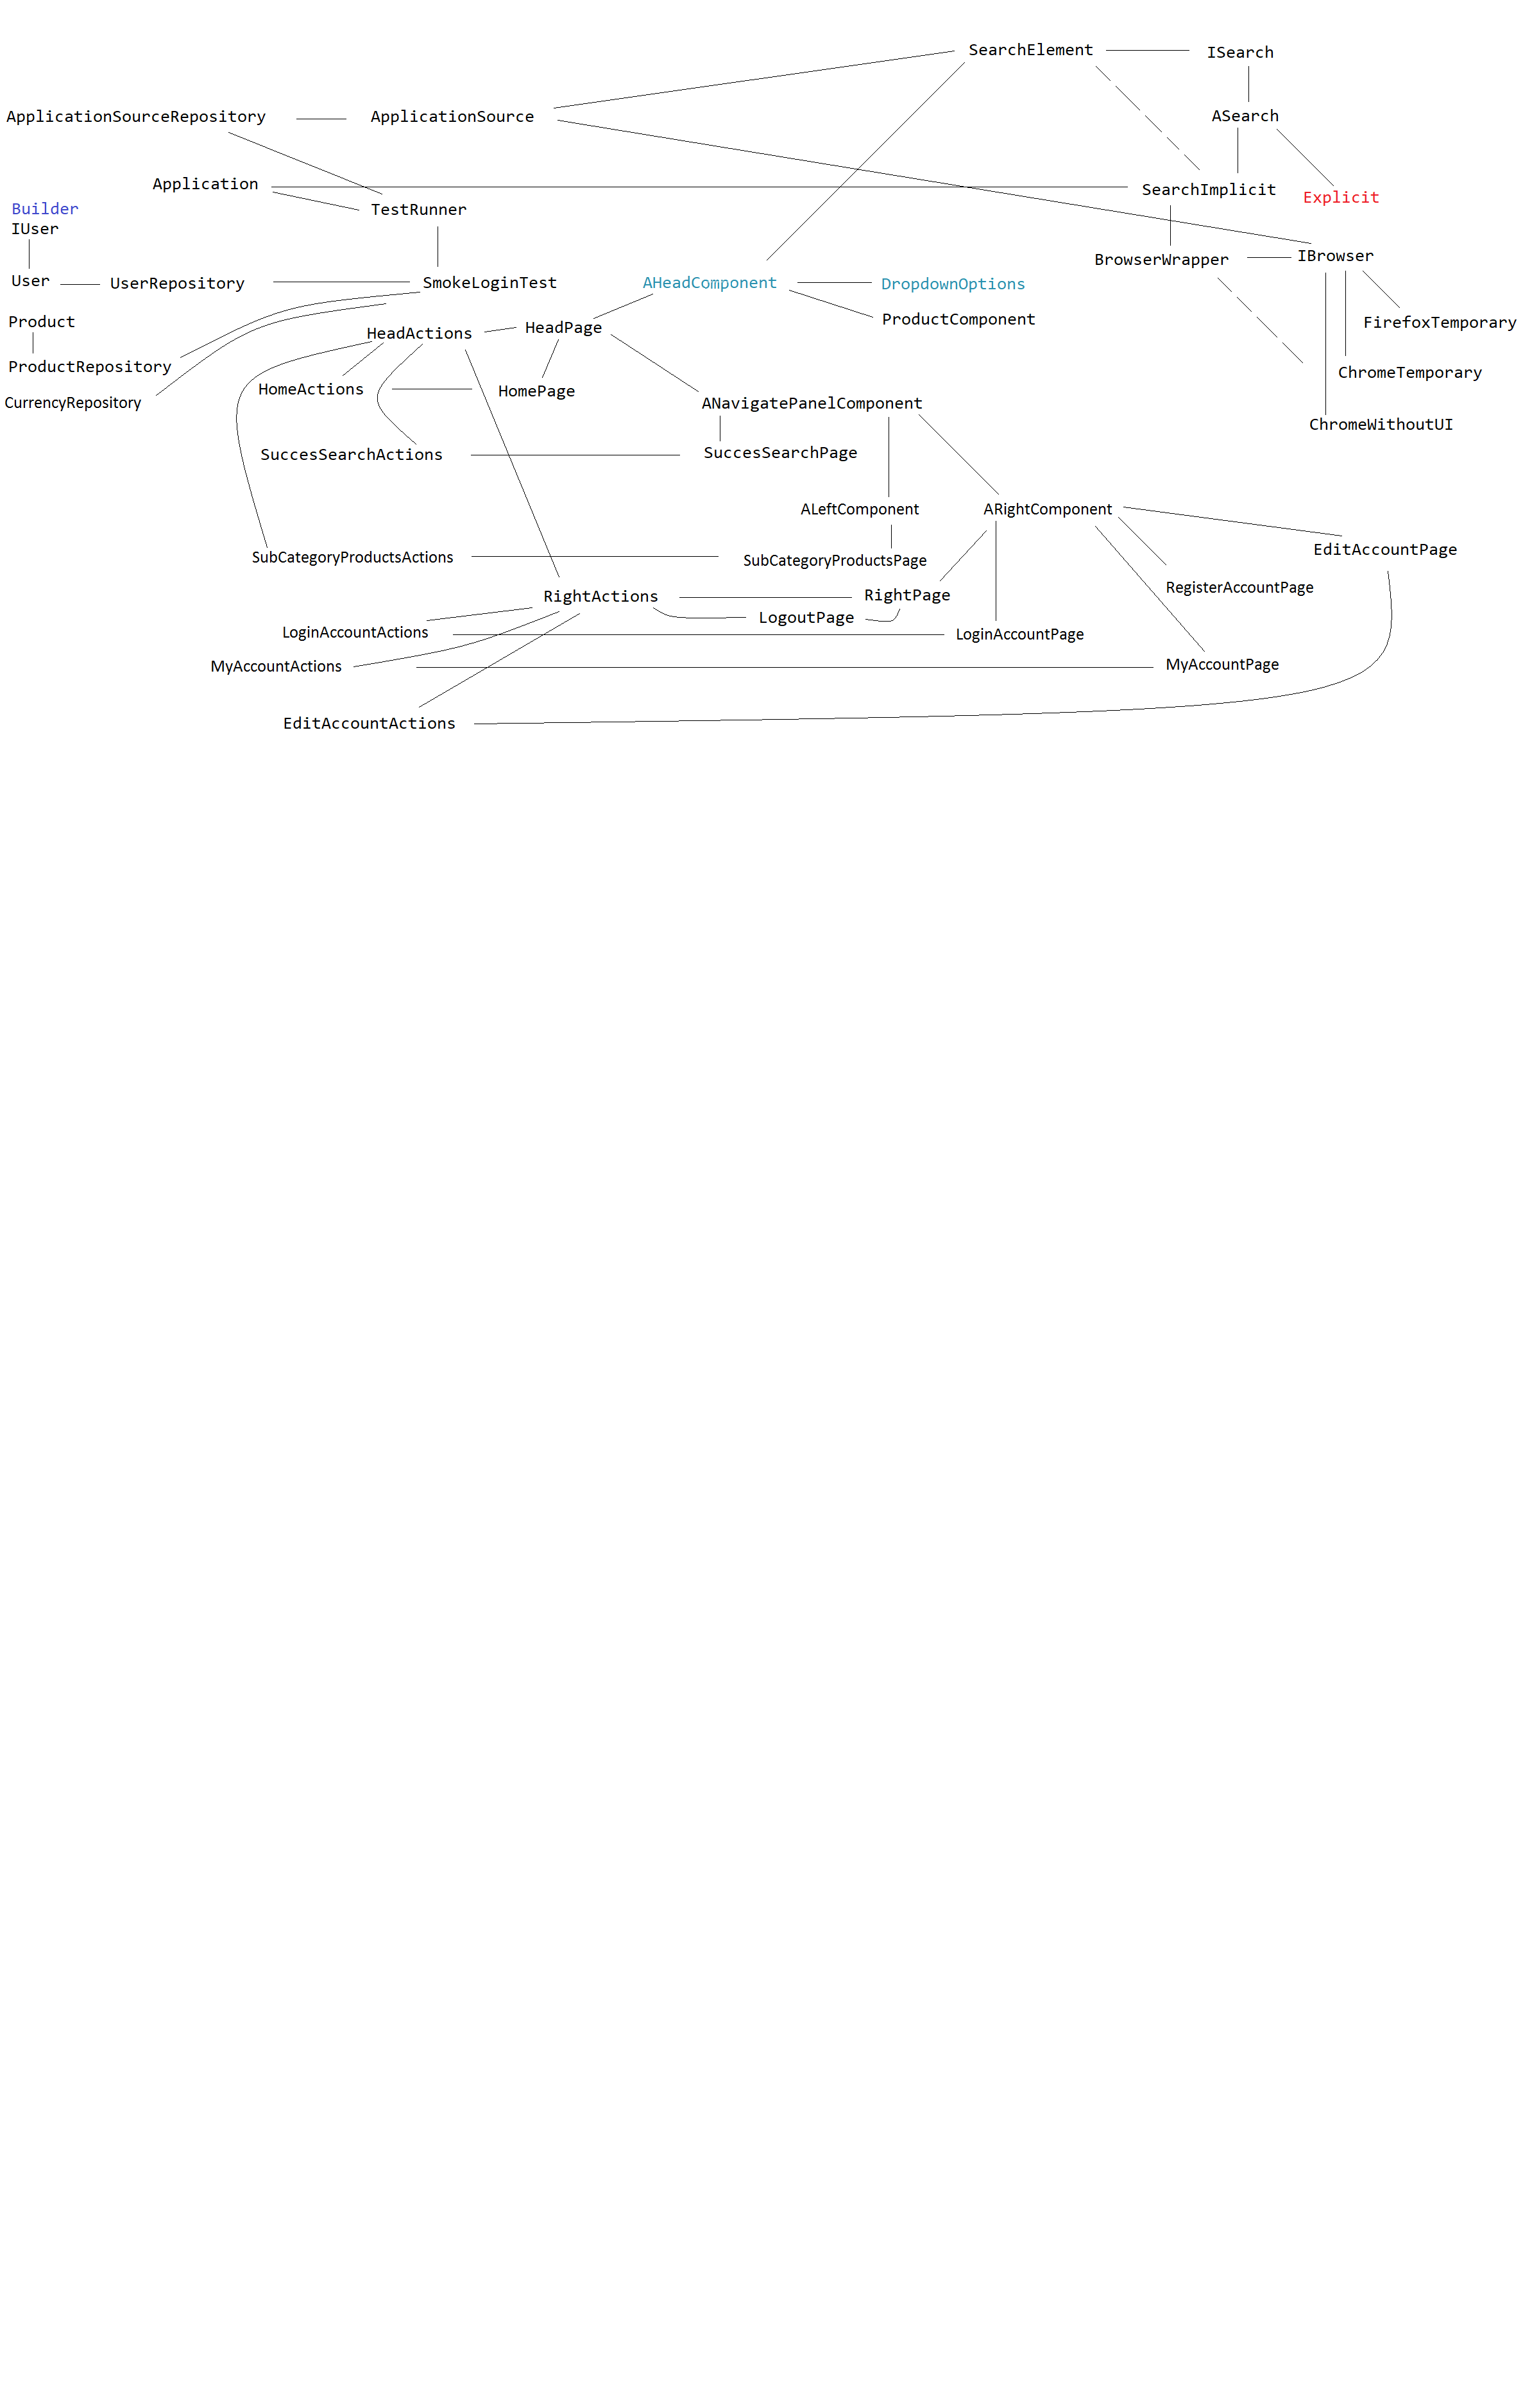 SearchElement
ISearch
ApplicationSourceRepository
ApplicationSource
ASearch
Application
SearchImplicit
Explicit
Builder
TestRunner
IUser
BrowserWrapper
IBrowser
User
UserRepository
SmokeLoginTest
AHeadComponent
DropdownOptions
Product
HeadActions
HeadPage
ProductComponent
FirefoxTemporary
ProductRepository
ChromeTemporary
CurrencyRepository
HomeActions
HomePage
ANavigatePanelComponent
ChromeWithoutUI
SuccesSearchActions
SuccesSearchPage
ALeftComponent
ARightComponent
SubCategoryProductsActions
SubCategoryProductsPage
EditAccountPage
RightActions
RightPage
RegisterAccountPage
LogoutPage
LoginAccountActions
LoginAccountPage
MyAccountActions
MyAccountPage
EditAccountActions